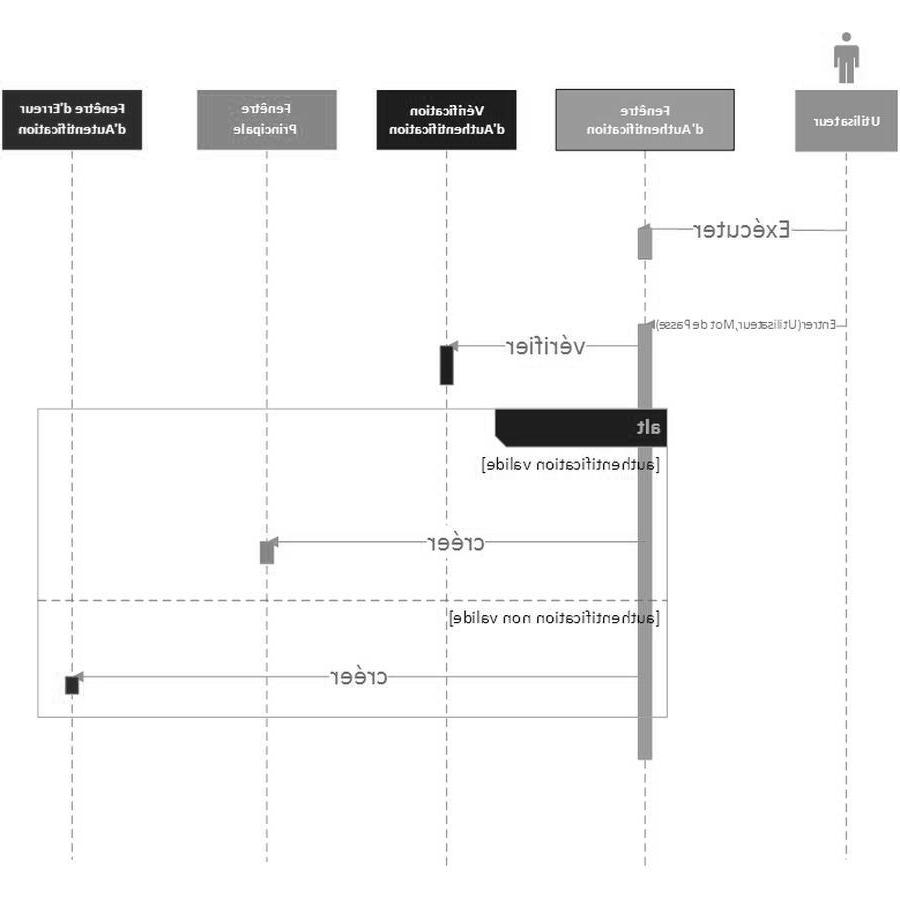 Utilisateur
Fenêtre
d'Authentification
Vérification
d'Authentification
Fenêtre
Principale
Fenêtre d'Erreur
d'Autentification
Exécuter
Entrer(Utilisateur,Mot de Passe)
vérifier
alt
[authentification valide]
créer
[authentification non valide]
créer